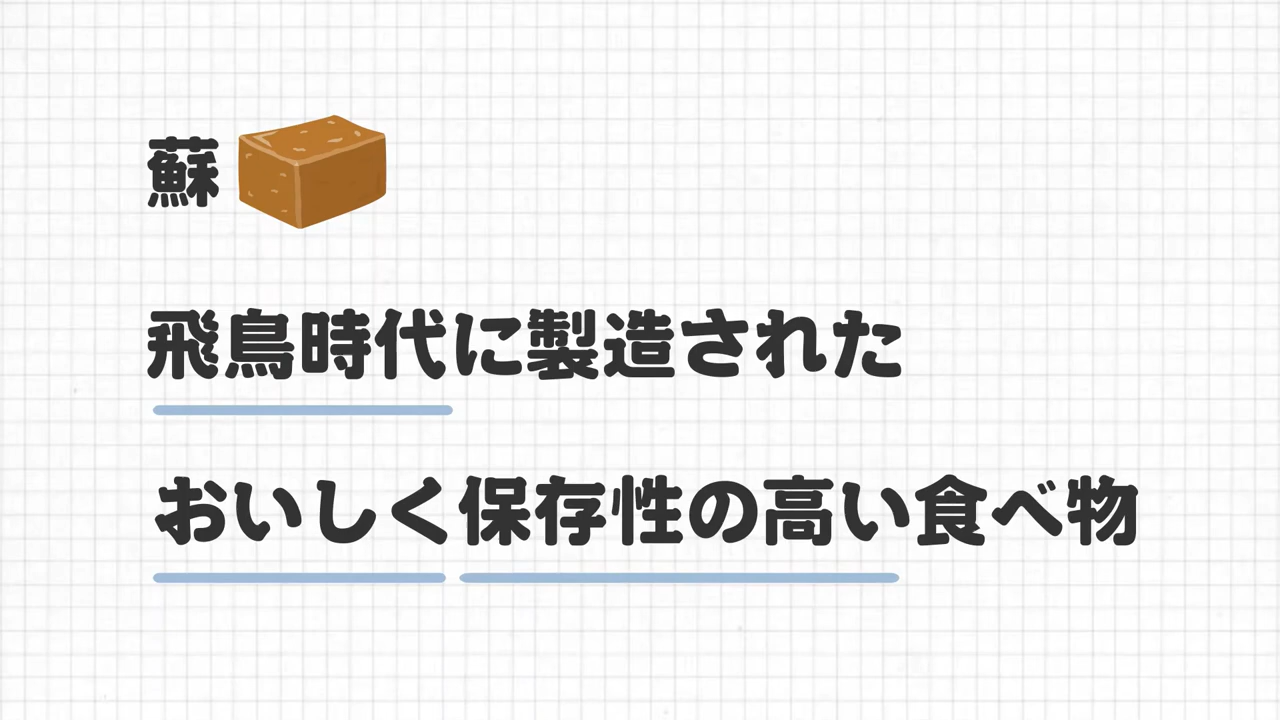 蘇
飛鳥時代に製造された
おいしく保存性の高い食べ物